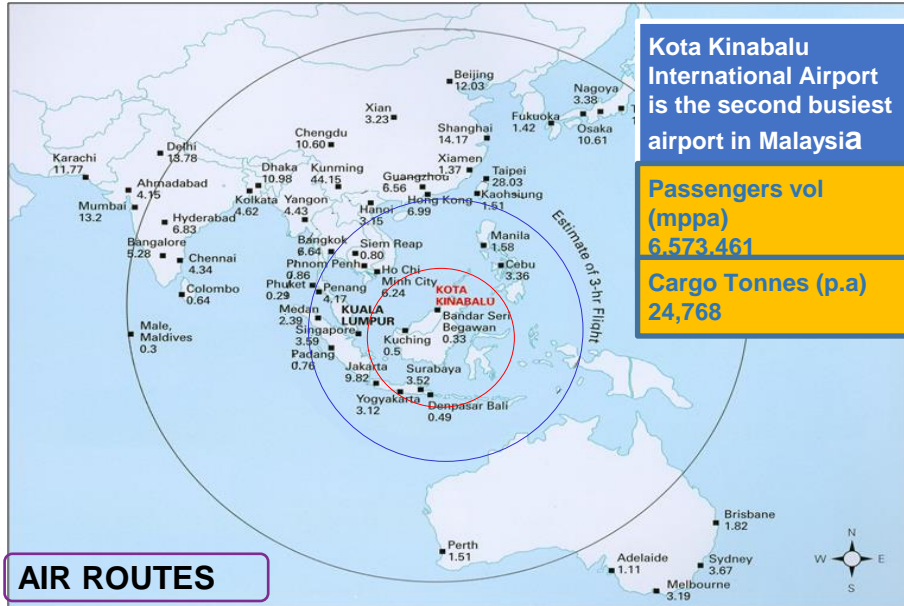 Kota Kinabalu
International Airport
is the second busiest
airport in Malaysia
Passengers vol
(mppa)
6.573.461
Cargo Tonnes (p.a)
24,768
Beijing
12.03
Nagoya
3.38
Xian
3.23
Fukuoka
1.42
Osaka
10.61
Shanghai
14.17
Chengdu
10.60
Delhi
13.78
Karachi
11.77
Xiamen
1.37
Taipei
28.03
Dhaka
10.98
Kunming
44.15
Guangzhou
6.56
Ahmadabad
4.15
Kaohsiung
1.51
Kolkata
4.62
Yangon
4.43
Hanoi
3.15
Hong Kong
6.99
Mumbai
13.2
Hyderabad
6.83
Estimate of 3-hr Flight
Manila
1.58
Bangkok
6.64
Siem Reap
0.80
Bangalore
5.28
Chennai
4.34
Phnom Penh
0.86
Cebu
3.36
Ho Chi
Minh City
6.24
Phuket
0.29
Penang
4.17
KOTA
KINABALU
Colombo
0.64
Medan
2.39
KUALA
LUMPUR
Bandar Seri
Begawan
0.33
Male,
Maldives
0.3
Singapore
3.59
Kuching
0.5
Padang
0.76
Jakarta
9.82
Surabaya
3.52
Yogyakarta
3.12
Denpasar Bali
0.49
Brisbane
1.82
Perth
1.51
Adelaide
1.11
Sydney
3.67
Melbourne
3.19
N
W
E
S
AIR ROUTES